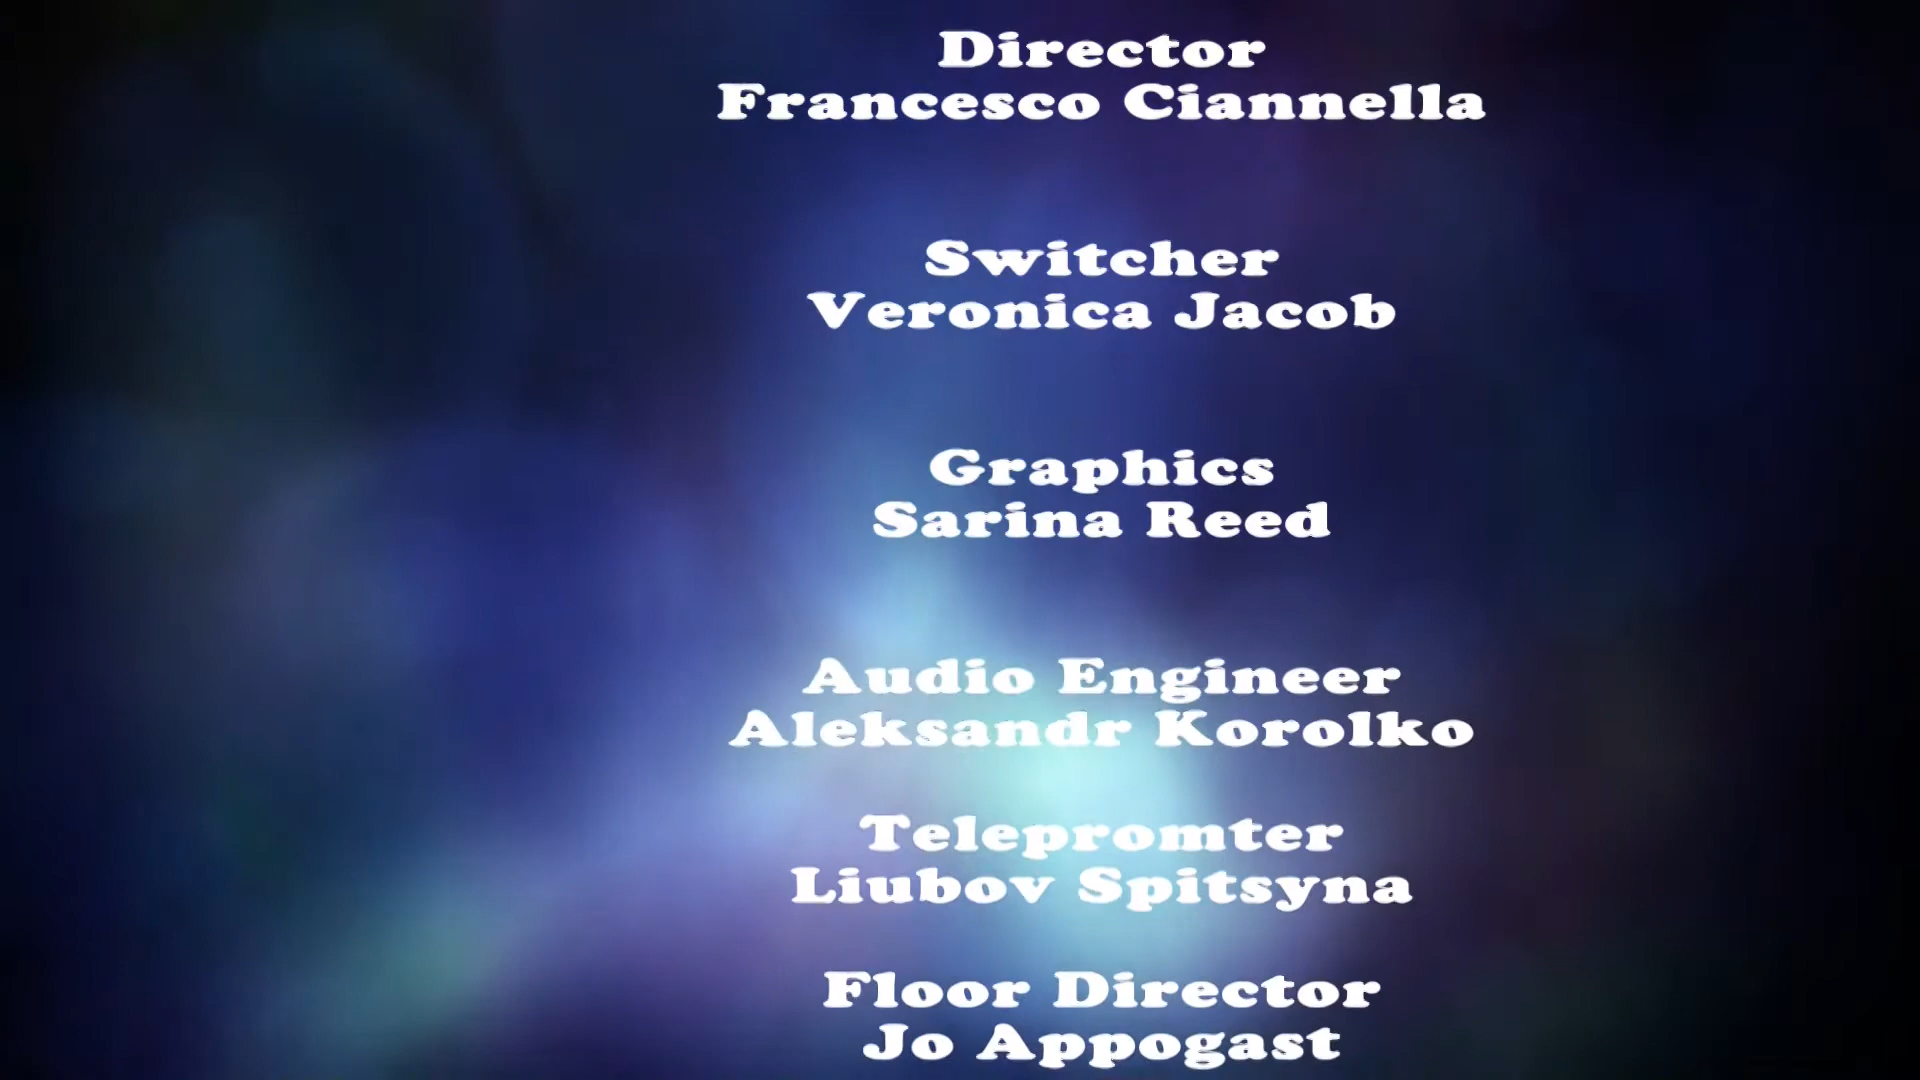 Director
Francesco Ciannella
Switcher
Veronica Jacob
Graphics
Sarina Reed
Audio Engineer
Aleksandr Korolko
Telepromter
Liubov Spitsyna
Floor Director
Jo Appogast